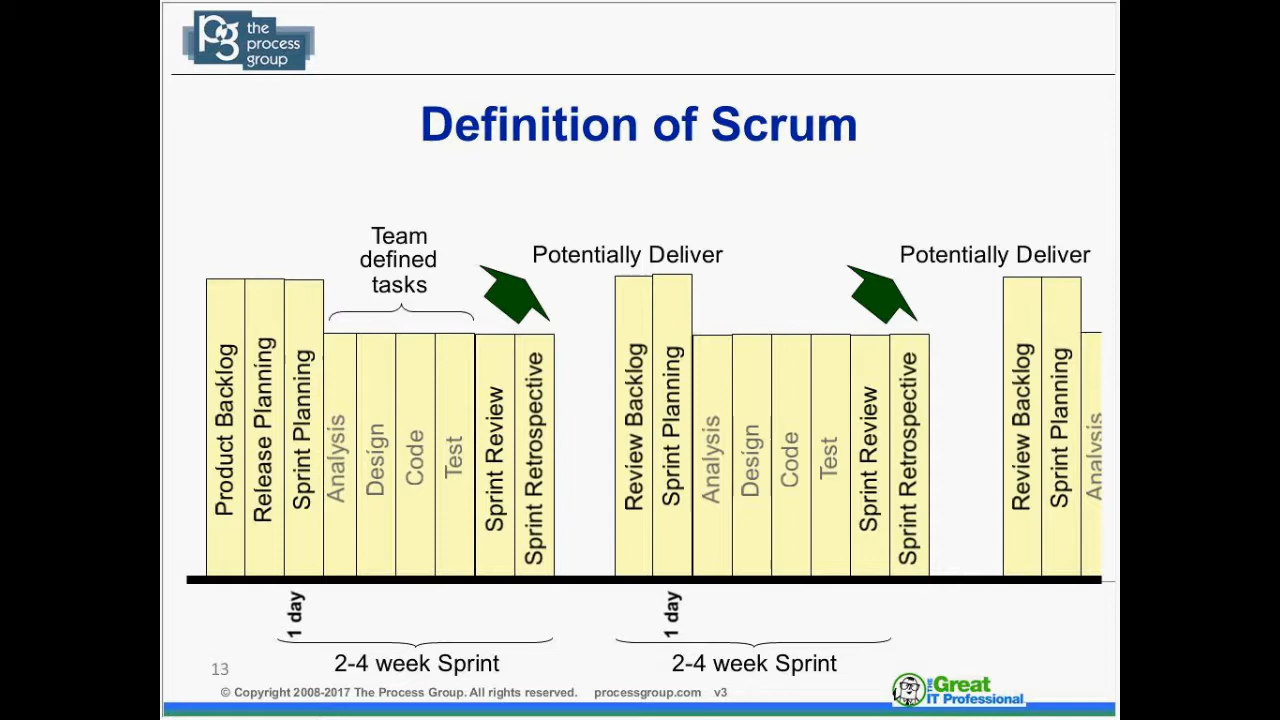 pg
the
process
group
Definition of Scrum
Team
defined
tasks
Potentially Deliver
Potentially Deliver
Product Backlog
Release Planning
Sprint Planning
Analysis
Design
Code
Test
Sprint Review
Sprint Retrospective
Review Backlog
Sprint Planning
Analysis
Design
Code
Test
Sprint Review
Sprint Retrospective
Review Backlog
Sprint Planning
Analysis
1 day
1 day
2-4 week Sprint
2-4 week Sprint
13
© Copyright 2008-2017 The Process Group. All rights reserved. processgroup.com v3
THE Great
IT Professional